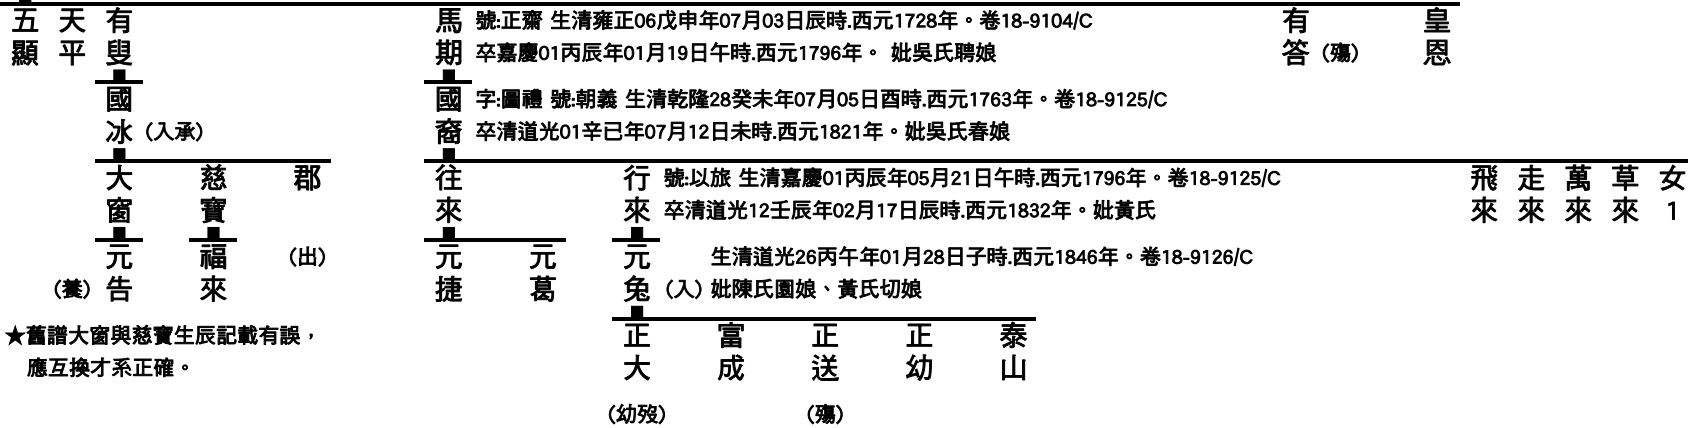 五顯 天平 有叟 馬期 號:正齋 生清雍正06戊申年07月03日辰時.西元1728年。卷18-9104/C 有答 (殤) 皇恩
卒嘉慶01丙辰年01月19日午時.西元1796年。 妣吳氏聘娘
國冰 (入承) 國裔 字:圖禮 號:朝義 生清乾隆28癸未年07月05日酉時.西元1763年。卷18-9125/C
卒清道光01辛巳年07月12日未時.西元1821年。妣吳氏春娘
大窗 慈寶 郡 往來 行來 號:以旅 生清嘉慶01丙辰年05月21日午時.西元1796年。卷18-9125/C 飛來 走來 萬來 草來 女1
卒清道光12壬辰年02月17日辰時.西元1832年。妣黃氏
元告 (養) 福來 (出) 元捷 元葛 元兔 (入) 生清道光26丙午年01月28日子時.西元1846年。卷18-9126/C
妣陳氏園娘、黃氏切娘
★舊譜大窗與慈寶生辰記載有誤，
應互換才系正確。
正大 富成 正送 正幼 泰山
(幼歿) (殤)